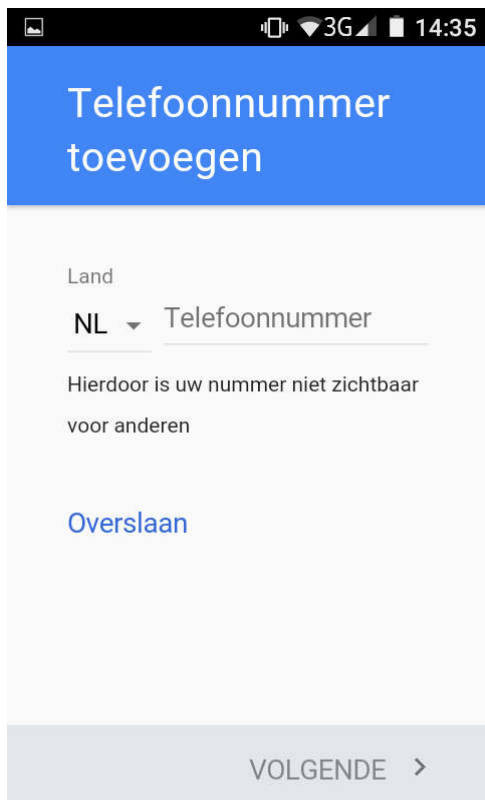 3G 14:35
Telefoonnummer
toevoegen
Land
NL Telefoonnummer
Hierdoor is uw nummer niet zichtbaar
voor anderen
Overslaan
VOLGENDE